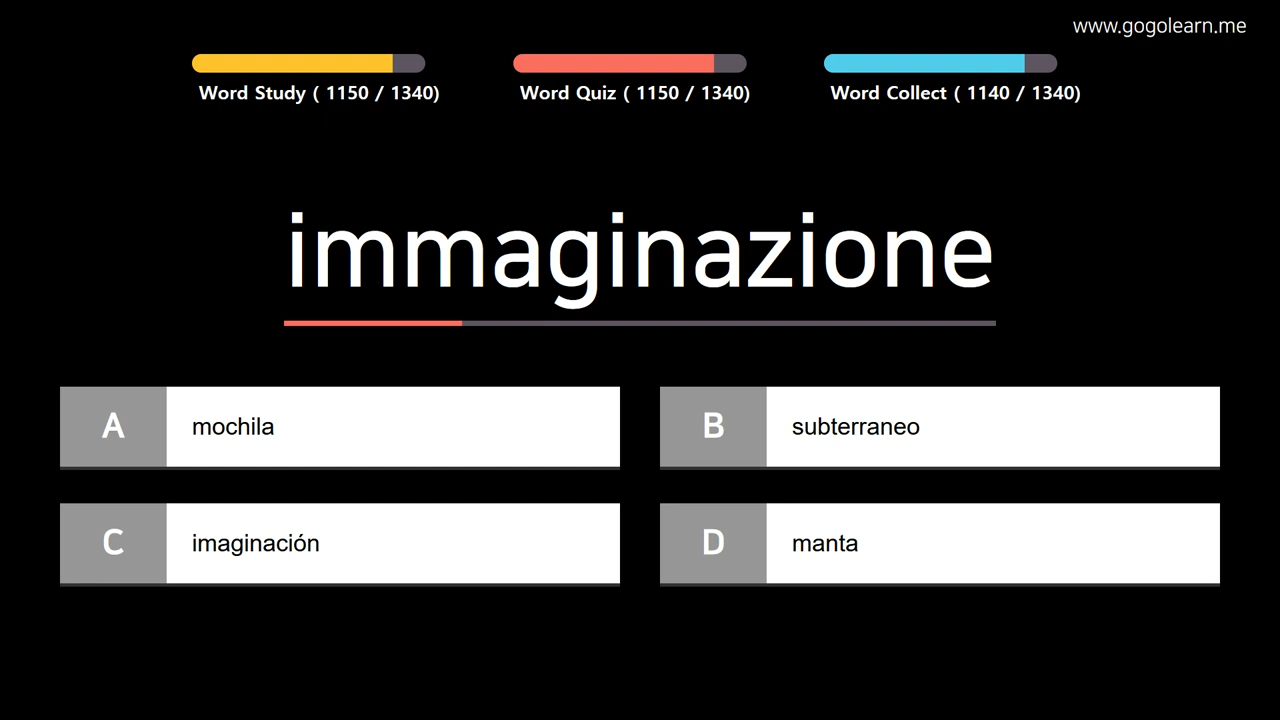 www.gogolearn.me
Word Study ( 1150 / 1340)
Word Quiz ( 1150 / 1340)
Word Collect ( 1140 / 1340)
immaginazione
A mochila
B subterraneo
C imaginación
D manta